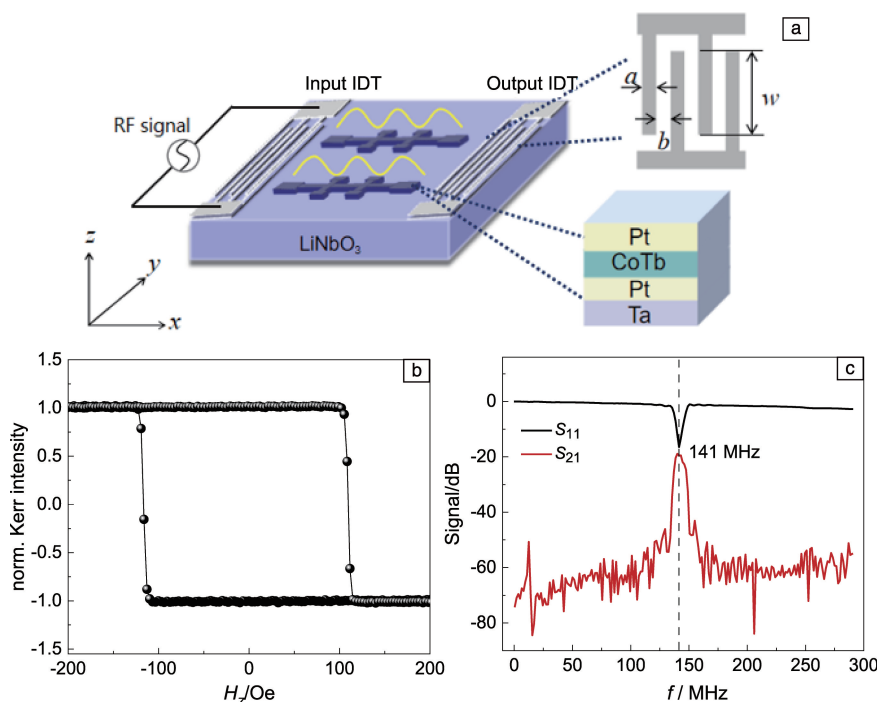 a
Input IDT
Output IDT
RF signal
a
b
w
LiNbO₃
Pt
CoTb
Pt
Ta
z
y
x
b
1.5
1.0
0.5
0.0
-0.5
-1.0
-1.5
norm. Kerr intensity
-200
-100
0
100
200
H_Z/Oe
c
0
-20
-40
-60
-80
Signal/dB
S₁₁
S₂₁
141 MHz
0
50
100
150
200
250
300
f / MHz